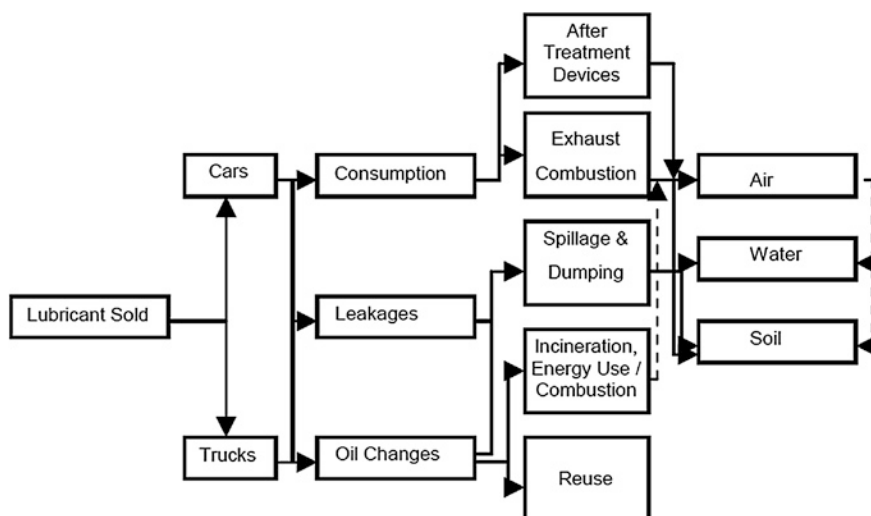 After
Treatment
Devices
Exhaust
Combustion
Cars
Consumption
Air
Spillage &
Dumping
Water
Lubricant Sold
Leakages
Soil
Incineration,
Energy Use /
Combustion
Trucks
Oil Changes
Reuse